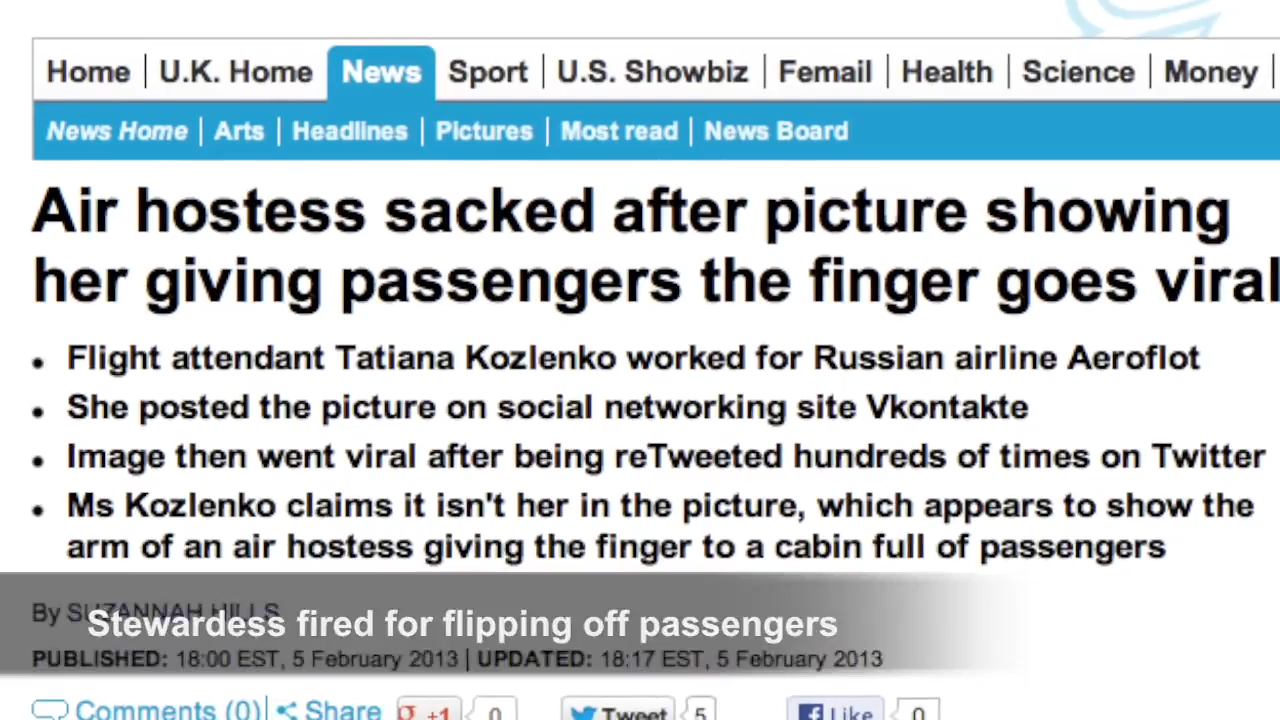 Home | U.K. Home | News | Sport | U.S. Showbiz | Femail | Health | Science | Money |
News Home | Arts | Headlines | Pictures | Most read | News Board
Air hostess sacked after picture showing
her giving passengers the finger goes viral
• Flight attendant Tatiana Kozlenko worked for Russian airline Aeroflot
• She posted the picture on social networking site Vkontakte
• Image then went viral after being reTweeted hundreds of times on Twitter
• Ms Kozlenko claims it isn't her in the picture, which appears to show the
arm of an air hostess giving the finger to a cabin full of passengers
By SUZANNAH HILLS
Stewardess fired for flipping off passengers
PUBLISHED: 18:00 EST, 5 February 2013 | UPDATED: 18:17 EST, 5 February 2013
Comments (0) | Share +1 0 Tweet 5 Like 0